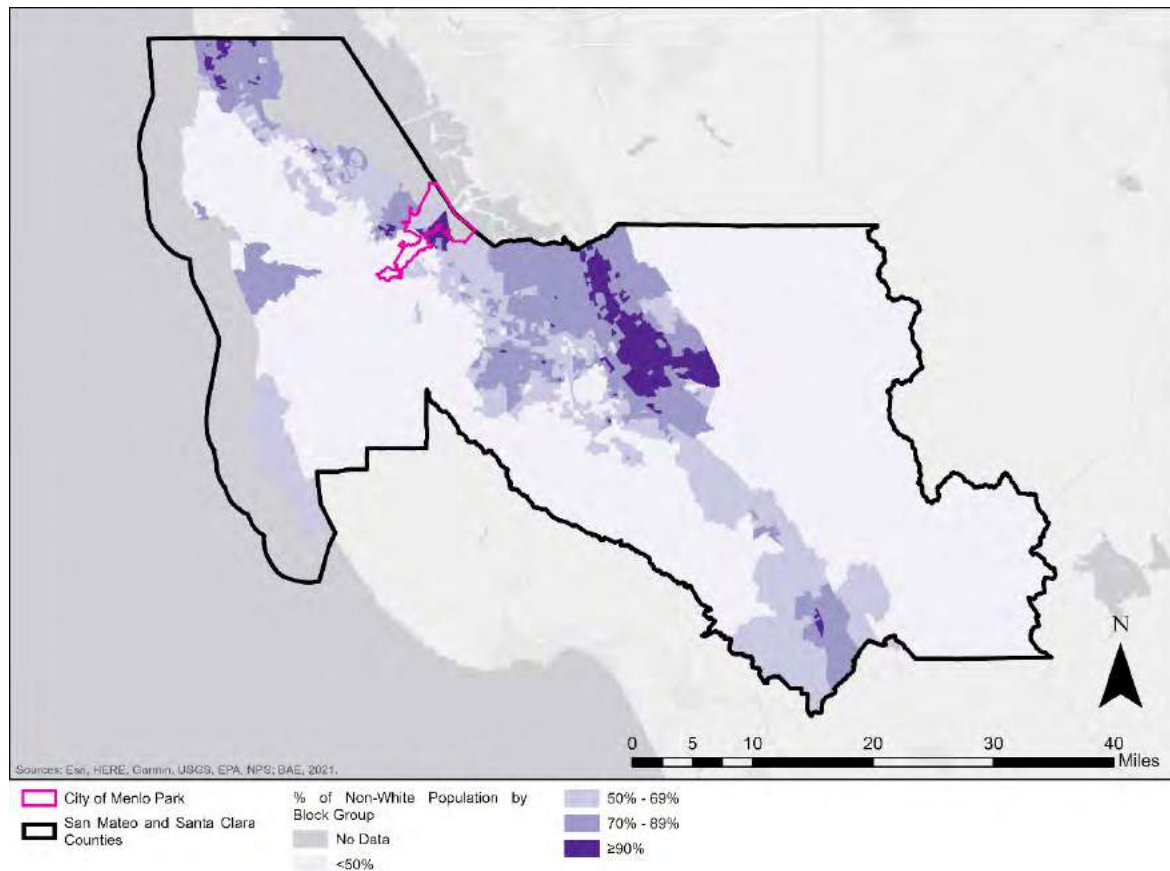 N
0 5 10 20 30 40
Miles
Sources: Esri, HERE, Garmin, USGS, EPA, NPS; BAE, 2021.
City of Menlo Park
San Mateo and Santa Clara
Counties
% of Non-White Population by
Block Group
No Data
<50%
50% - 69%
70% - 89%
≥90%